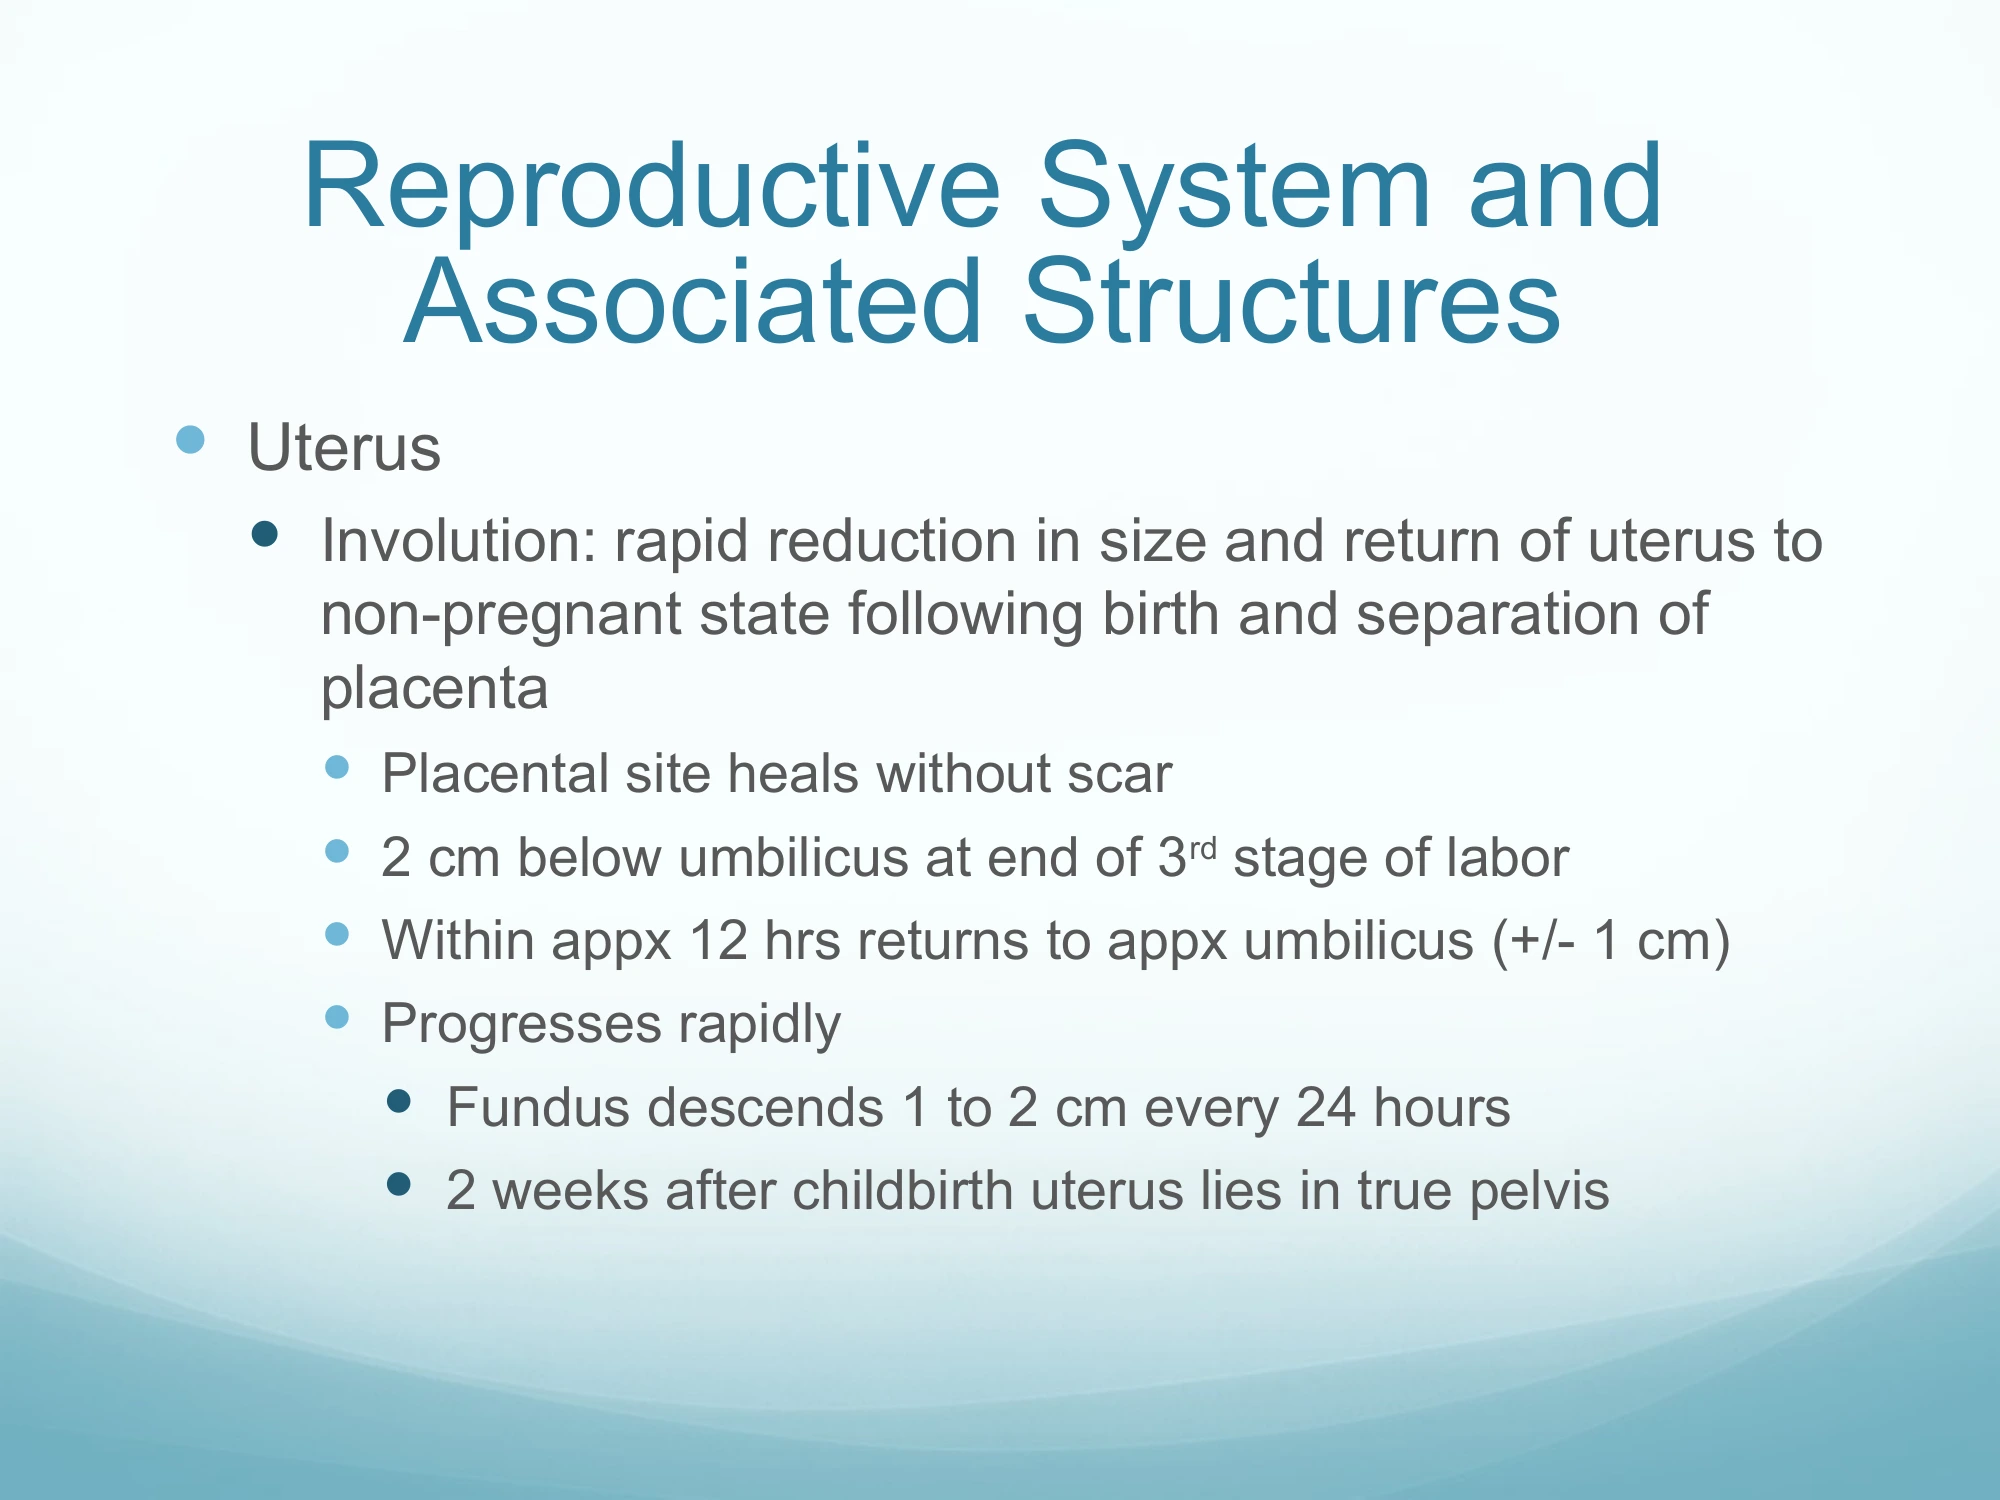 Reproductive System and
Associated Structures
• Uterus
• Involution: rapid reduction in size and return of uterus to
non-pregnant state following birth and separation of
placenta
• Placental site heals without scar
• 2 cm below umbilicus at end of 3rd stage of labor
• Within appx 12 hrs returns to appx umbilicus (+/- 1 cm)
• Progresses rapidly
• Fundus descends 1 to 2 cm every 24 hours
• 2 weeks after childbirth uterus lies in true pelvis